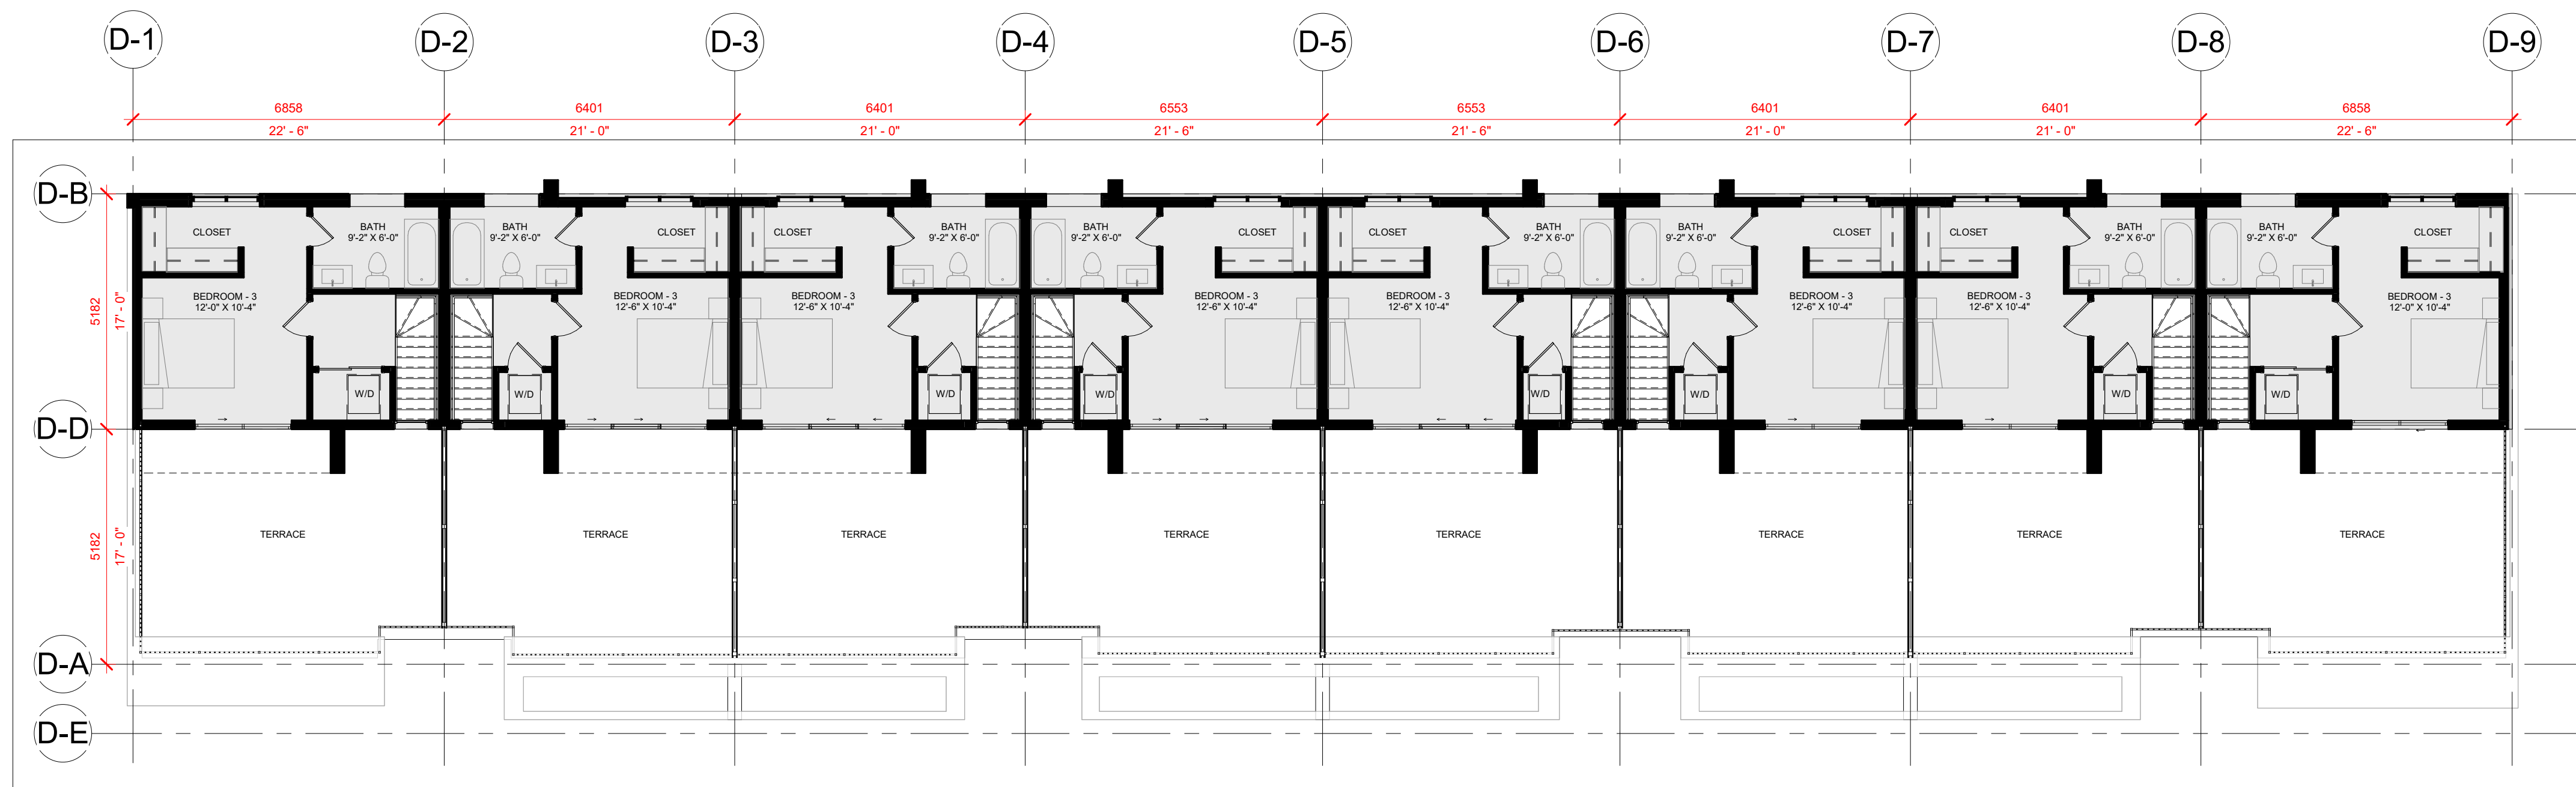 D-1 D-2 D-3 D-4 D-5 D-6 D-7 D-8 D-9
6858 6401 6401 6553 6553 6401 6401 6858
22' - 6" 21' - 0" 21' - 0" 21' - 6" 21' - 6" 21' - 0" 21' - 0" 22' - 6"
D-B
CLOSET BATH BATH CLOSET CLOSET BATH BATH CLOSET CLOSET BATH BATH CLOSET CLOSET BATH BATH CLOSET
9'-2" X 6'-0" 9'-2" X 6'-0" 9'-2" X 6'-0" 9'-2" X 6'-0" 9'-2" X 6'-0" 9'-2" X 6'-0" 9'-2" X 6'-0" 9'-2" X 6'-0"
5182
17' - 0"
BEDROOM - 3 BEDROOM - 3 BEDROOM - 3 BEDROOM - 3 BEDROOM - 3 BEDROOM - 3 BEDROOM - 3 BEDROOM - 3
12'-0" X 10'-4" 12'-6" X 10'-4" 12'-6" X 10'-4" 12'-6" X 10'-4" 12'-6" X 10'-4" 12'-6" X 10'-4" 12'-6" X 10'-4" 12'-0" X 10'-4"
W/D W/D W/D W/D W/D W/D W/D W/D
D-D
5182
17' - 0"
TERRACE TERRACE TERRACE TERRACE TERRACE TERRACE TERRACE TERRACE
D-A
D-E